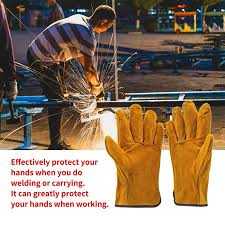 Effectively protect your
hands when you do
welding or carrying.
It can greatly protect
your hands when working.